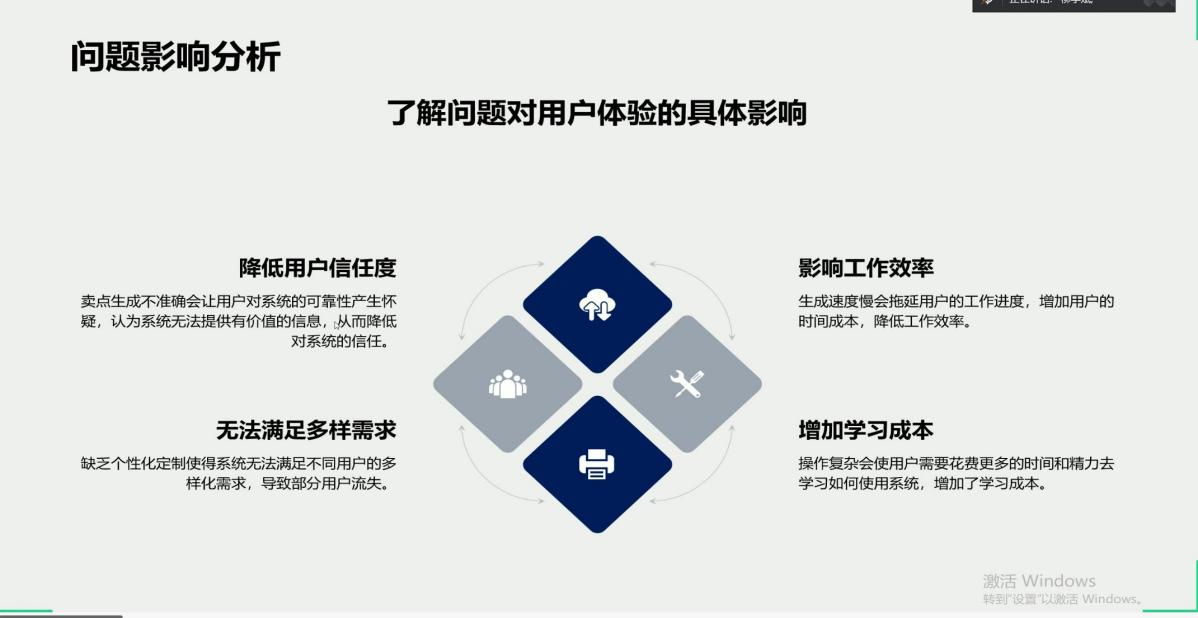 问题影响分析
了解问题对用户体验的具体影响
降低用户信任度
卖点生成不准确会让用户对系统的可靠性产生怀
疑，认为系统无法提供有价值的信息，从而降低
对系统的信任。
影响工作效率
生成速度慢会拖延用户的工作进度，增加用户的
时间成本，降低工作效率。
无法满足多样需求
缺乏个性化定制使得系统无法满足不同用户的多
样化需求，导致部分用户流失。
增加学习成本
操作复杂会使用户需要花费更多的时间和精力去
学习如何使用系统，增加了学习成本。
激活 Windows
转到“设置”以激活 Windows。